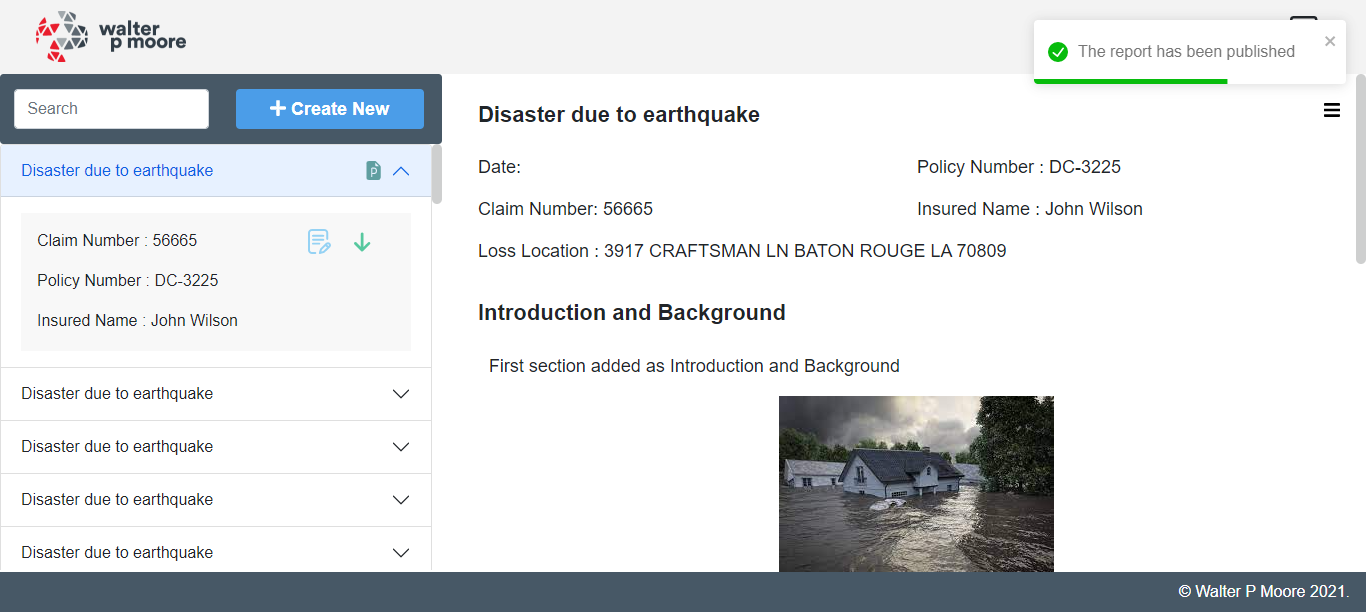 walter
p moore
The report has been published
Search
Create New
Disaster due to earthquake
P
Claim Number : 56665
Policy Number : DC-3225
Insured Name : John Wilson
Disaster due to earthquake
Disaster due to earthquake
Disaster due to earthquake
Disaster due to earthquake
Disaster due to earthquake
Date:
Policy Number : DC-3225
Claim Number: 56665
Insured Name : John Wilson
Loss Location : 3917 CRAFTSMAN LN BATON ROUGE LA 70809
Introduction and Background
First section added as Introduction and Background
© Walter P Moore 2021.